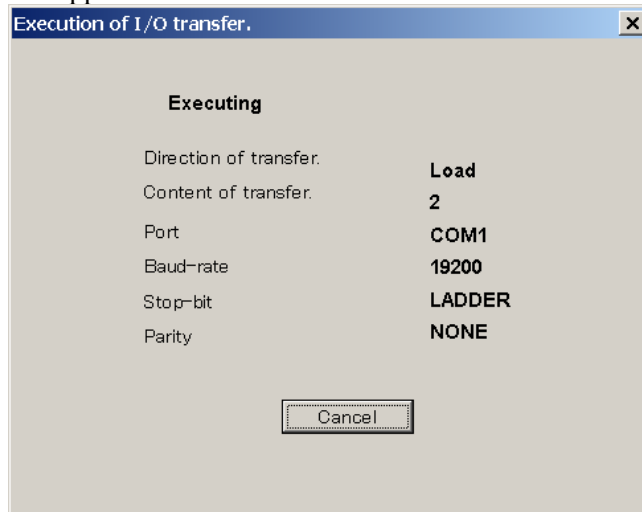 Execution of I/O transfer.
Executing
Direction of transfer. Load
Content of transfer. 2
Port COM1
Baud-rate 19200
Stop-bit LADDER
Parity NONE
Cancel